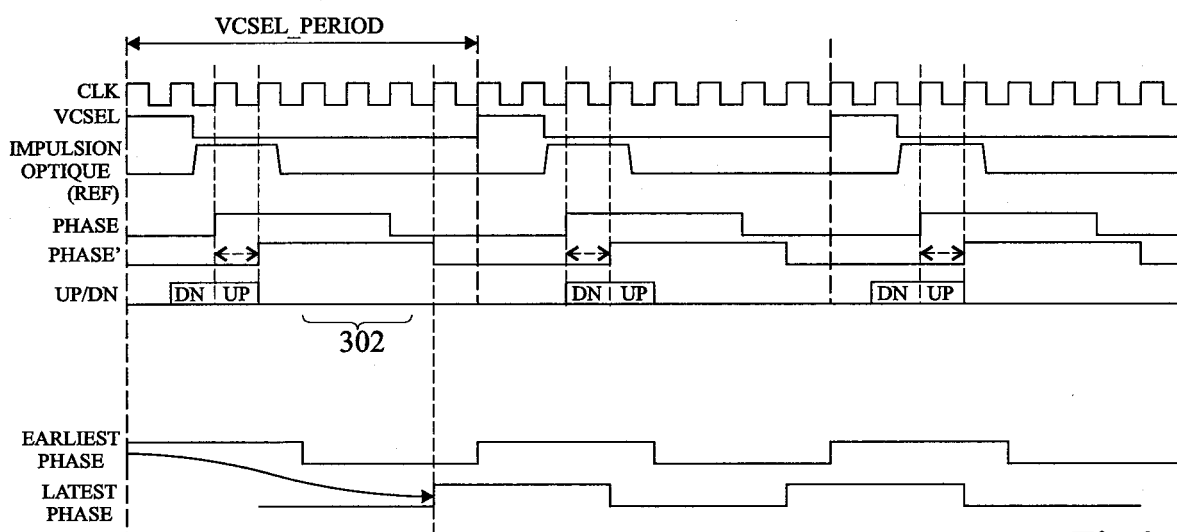 VCSEL_PERIOD
CLK
VCSEL
IMPULSION
OPTIQUE
(REF)
PHASE
PHASE'
UP/DN
DN UP
DN UP
DN UP
302
EARLIEST
PHASE
LATEST
PHASE